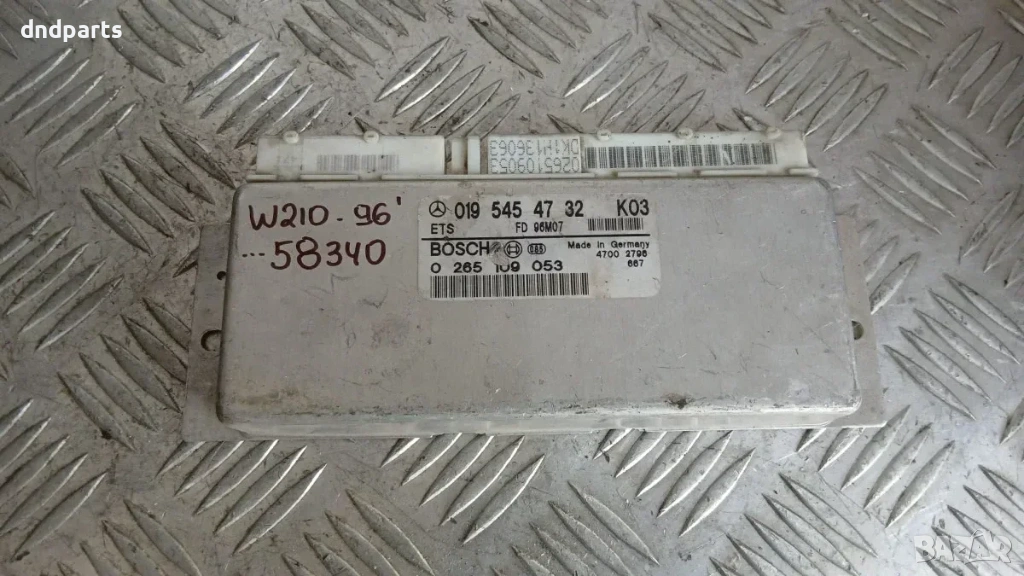 dndparts
DK1M136063
0265109053
W210-96'
...58340
019 545 47 32 K03
ETS FD 96M07
BOSCH Made in Germany
4700 2796
0 265 109 053 667
BAZAR